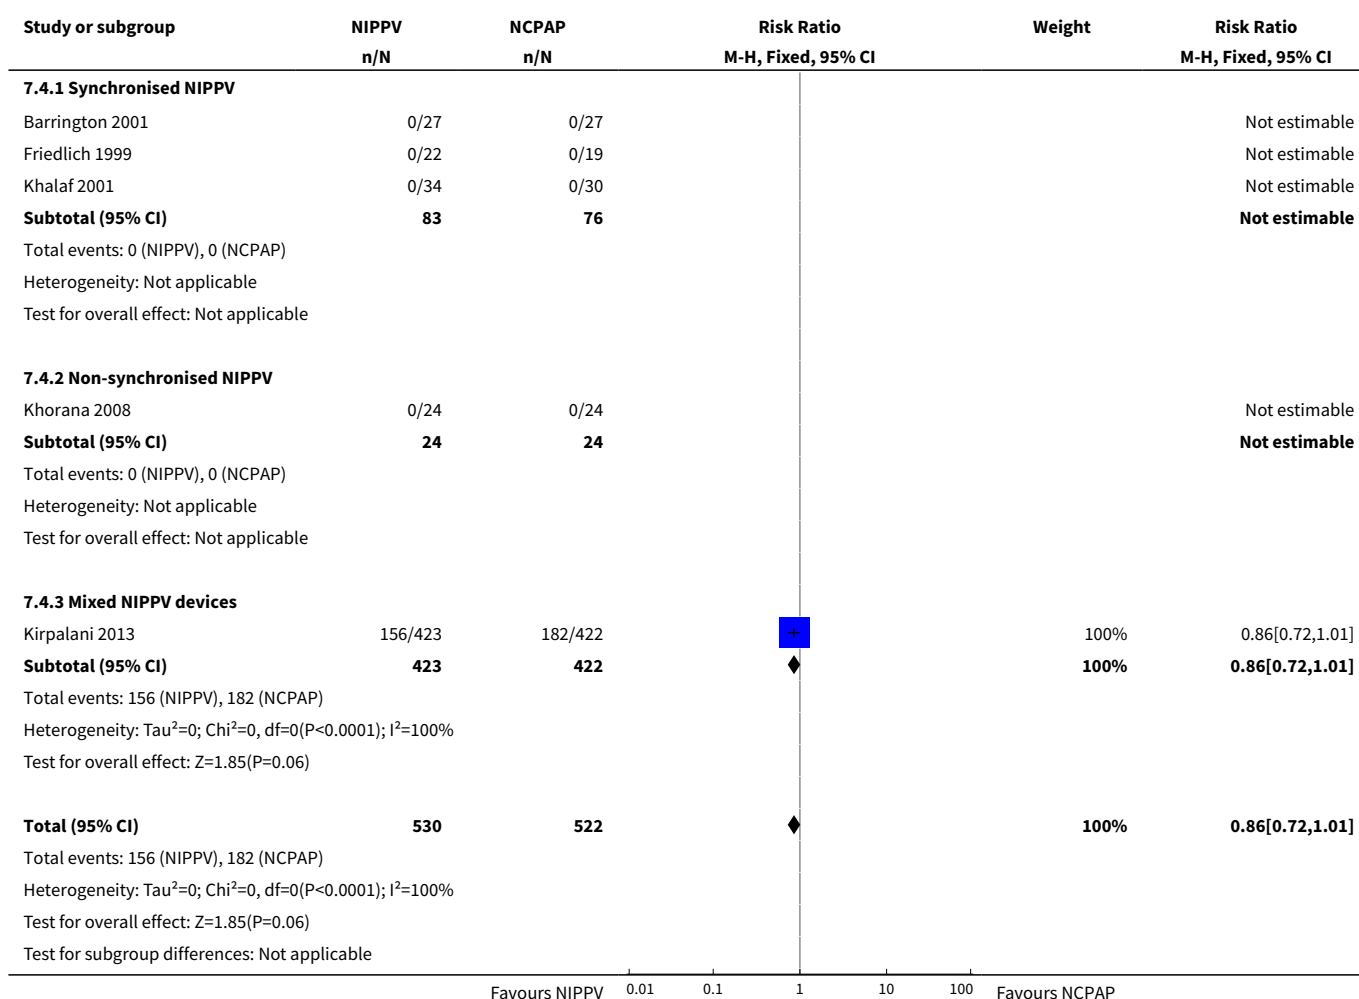 Study or subgroup NIPPV NCPAP Risk Ratio Weight Risk Ratio
n/N n/N M-H, Fixed, 95% CI M-H, Fixed, 95% CI
7.4.1 Synchronised NIPPV
Barrington 2001 0/27 0/27 Not estimable
Friedlich 1999 0/22 0/19 Not estimable
Khalaf 2001 0/34 0/30 Not estimable
Subtotal (95% CI) 83 76 Not estimable
Total events: 0 (NIPPV), 0 (NCPAP)
Heterogeneity: Not applicable
Test for overall effect: Not applicable
7.4.2 Non-synchronised NIPPV
Khorana 2008 0/24 0/24 Not estimable
Subtotal (95% CI) 24 24 Not estimable
Total events: 0 (NIPPV), 0 (NCPAP)
Heterogeneity: Not applicable
Test for overall effect: Not applicable
7.4.3 Mixed NIPPV devices
Kirpalani 2013 156/423 182/422 100% 0.86[0.72,1.01]
Subtotal (95% CI) 423 422 100% 0.86[0.72,1.01]
Total events: 156 (NIPPV), 182 (NCPAP)
Heterogeneity: Tau²=0; Chi²=0, df=0(P<0.0001); I²=100%
Test for overall effect: Z=1.85(P=0.06)
Total (95% CI) 530 522 100% 0.86[0.72,1.01]
Total events: 156 (NIPPV), 182 (NCPAP)
Heterogeneity: Tau²=0; Chi²=0, df=0(P<0.0001); I²=100%
Test for overall effect: Z=1.85(P=0.06)
Test for subgroup differences: Not applicable
Favours NIPPV 0.01 0.1 1 10 100 Favours NCPAP